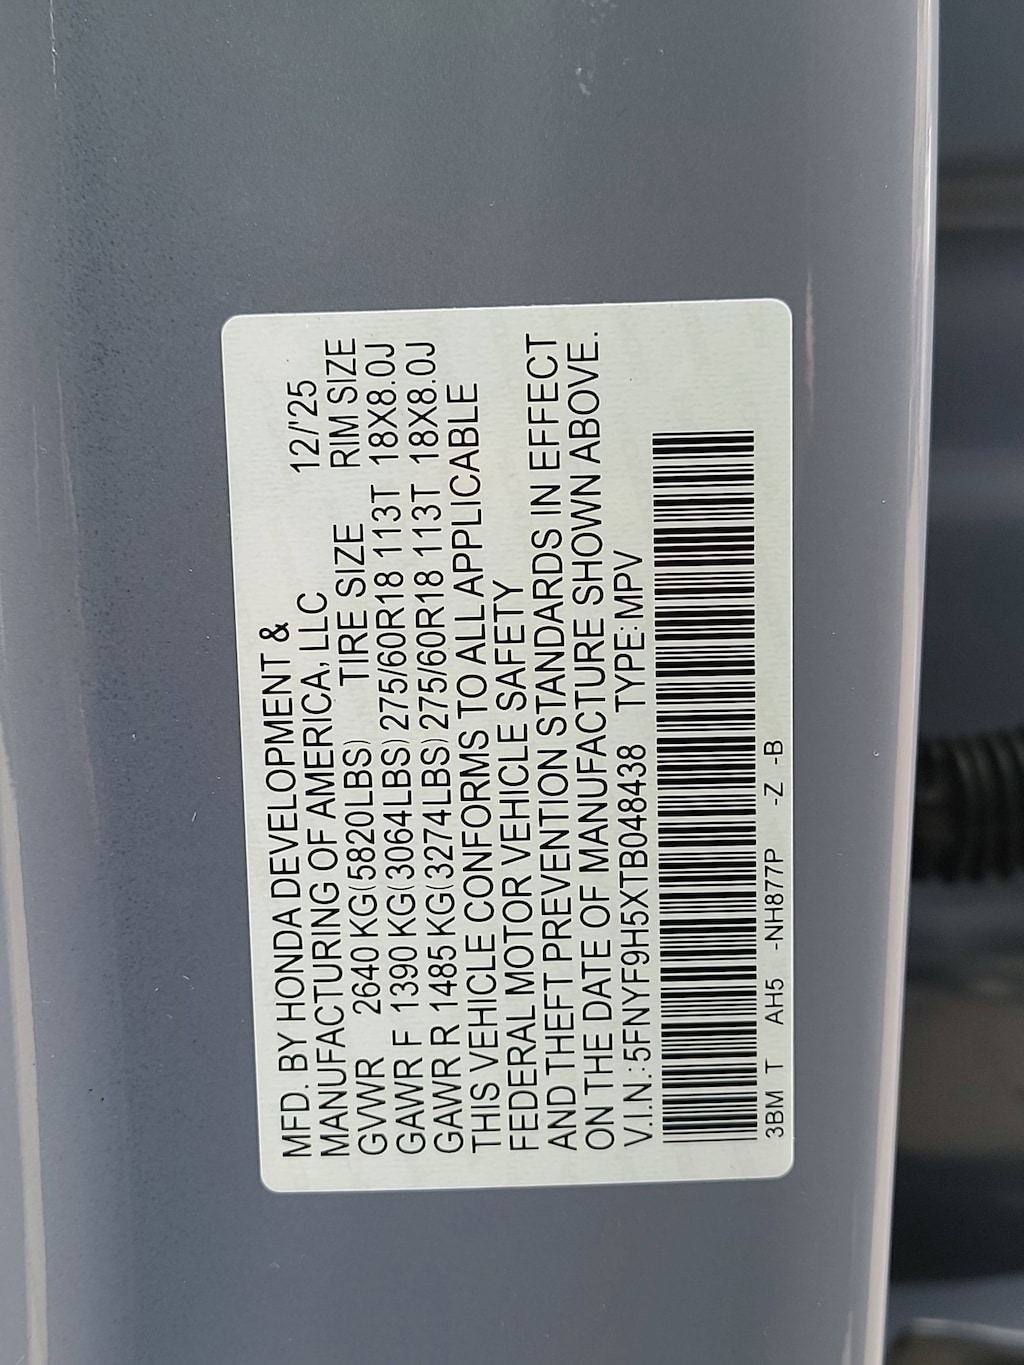 MFD. BY HONDA DEVELOPMENT &
MANUFACTURING OF AMERICA, LLC 12/'25
GVWR 2640 KG(5820LBS) TIRE SIZE RIM SIZE
GAWR F 1390 KG(3064LBS) 275/60R18 113T 18X8.0J
GAWR R 1485 KG(3274LBS) 275/60R18 113T 18X8.0J
THIS VEHICLE CONFORMS TO ALL APPLICABLE
FEDERAL MOTOR VEHICLE SAFETY
AND THEFT PREVENTION STANDARDS IN EFFECT
ON THE DATE OF MANUFACTURE SHOWN ABOVE.
V.I.N.:5FNYF9H5XTB048438 TYPE:MPV
3BM T AH5 -NH877P -Z -B